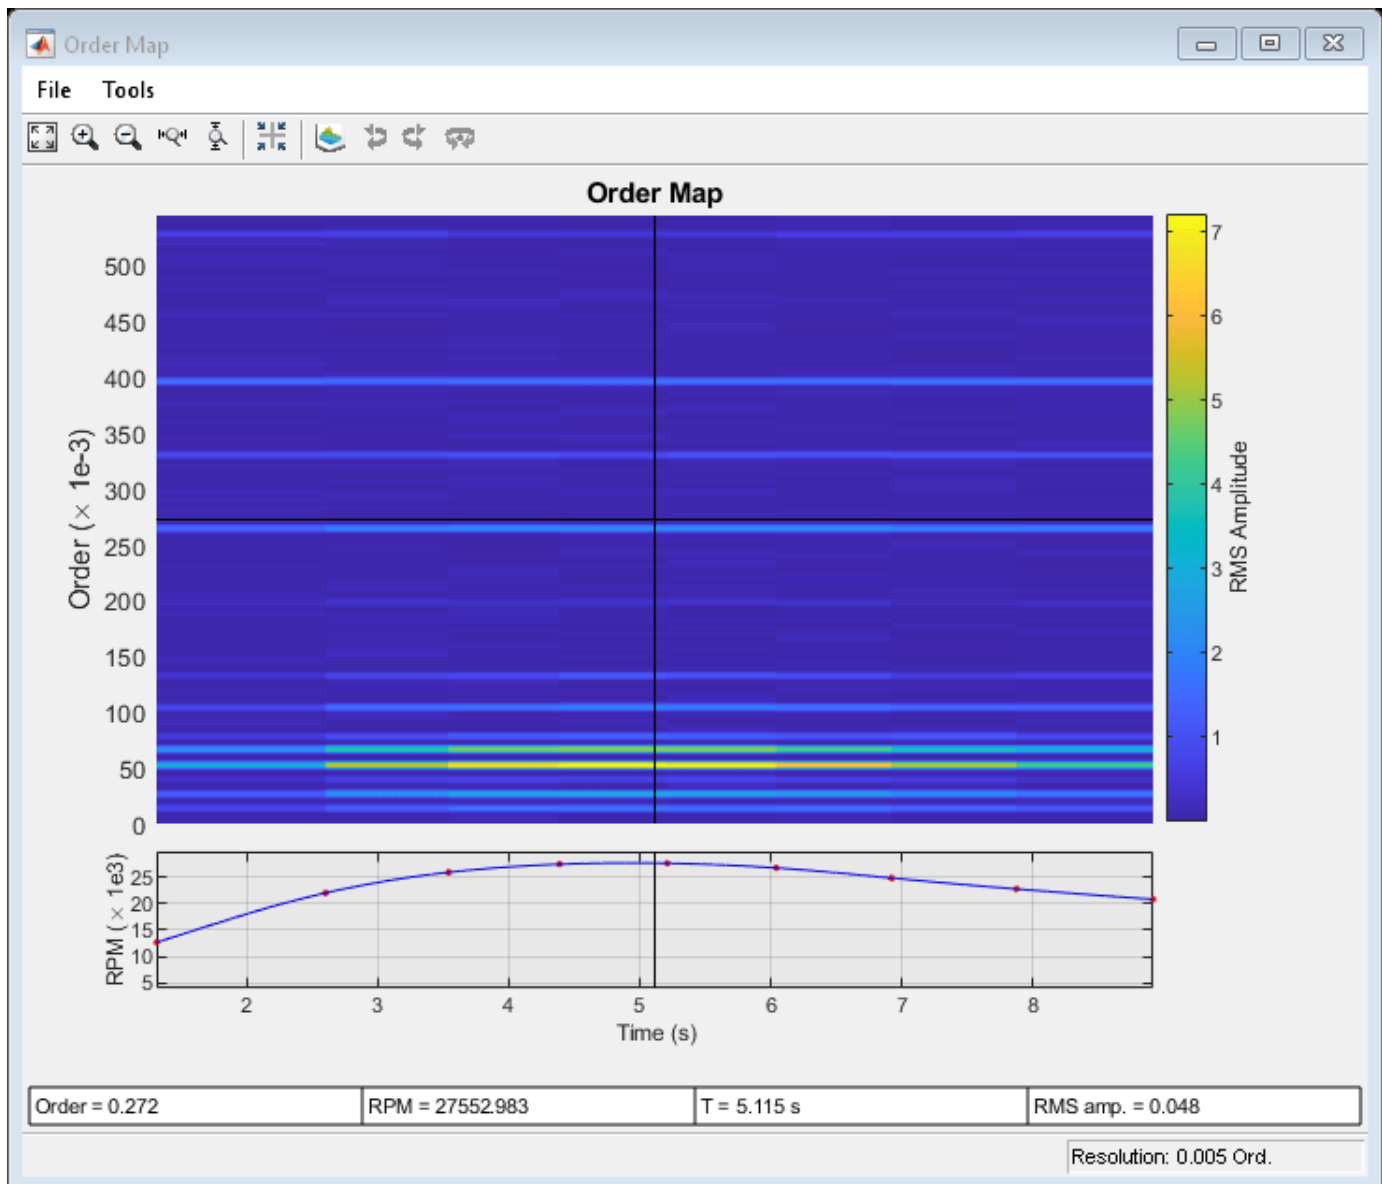 Order Map
File Tools
Order Map
500
450
400
350
300
250
200
150
100
50
0
Order (× 1e-3)
7
6
5
4
3
2
1
RMS Amplitude
25
20
15
10
5
RPM (× 1e3)
2 3 4 5 6 7 8
Time (s)
Order = 0.272 RPM = 27552.983 T = 5.115 s RMS amp. = 0.048
Resolution: 0.005 Ord.